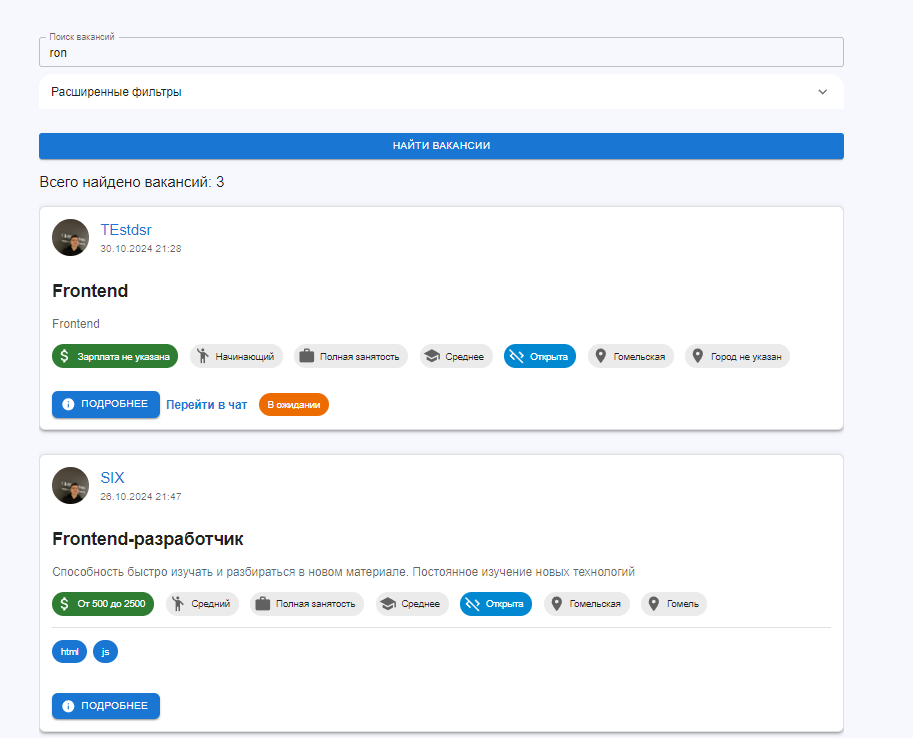 Поиск вакансий
ron
Расширенные фильтры
НАЙТИ ВАКАНСИИ
Всего найдено вакансий: 3
TEstdsr
30.10.2024 21:28
Frontend
Frontend
Зарплата не указана Начинающий Полная занятость Среднее Открыта Гомельская Город не указан
ПОДРОБНЕЕ Перейти в чат В ожидании
SIX
26.10.2024 21:47
Frontend-разработчик
Способность быстро изучать и разбираться в новом материале. Постоянное изучение новых технологий
От 500 до 2500 Средний Полная занятость Среднее Открыта Гомельская Гомель
html js
ПОДРОБНЕЕ